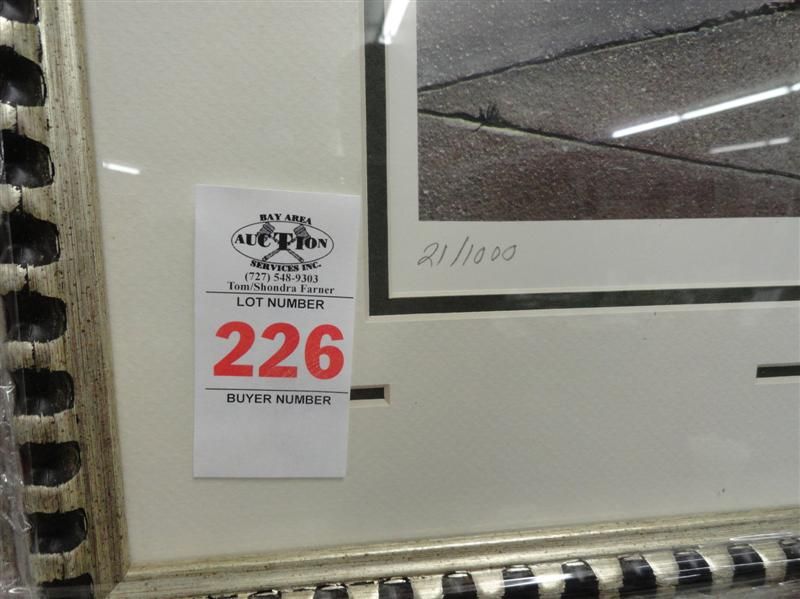 BAY AREA
AUCTION
SERVICES INC.
(727) 548-9303
Tom/Shondra Farner
LOT NUMBER
226
BUYER NUMBER
21/1000